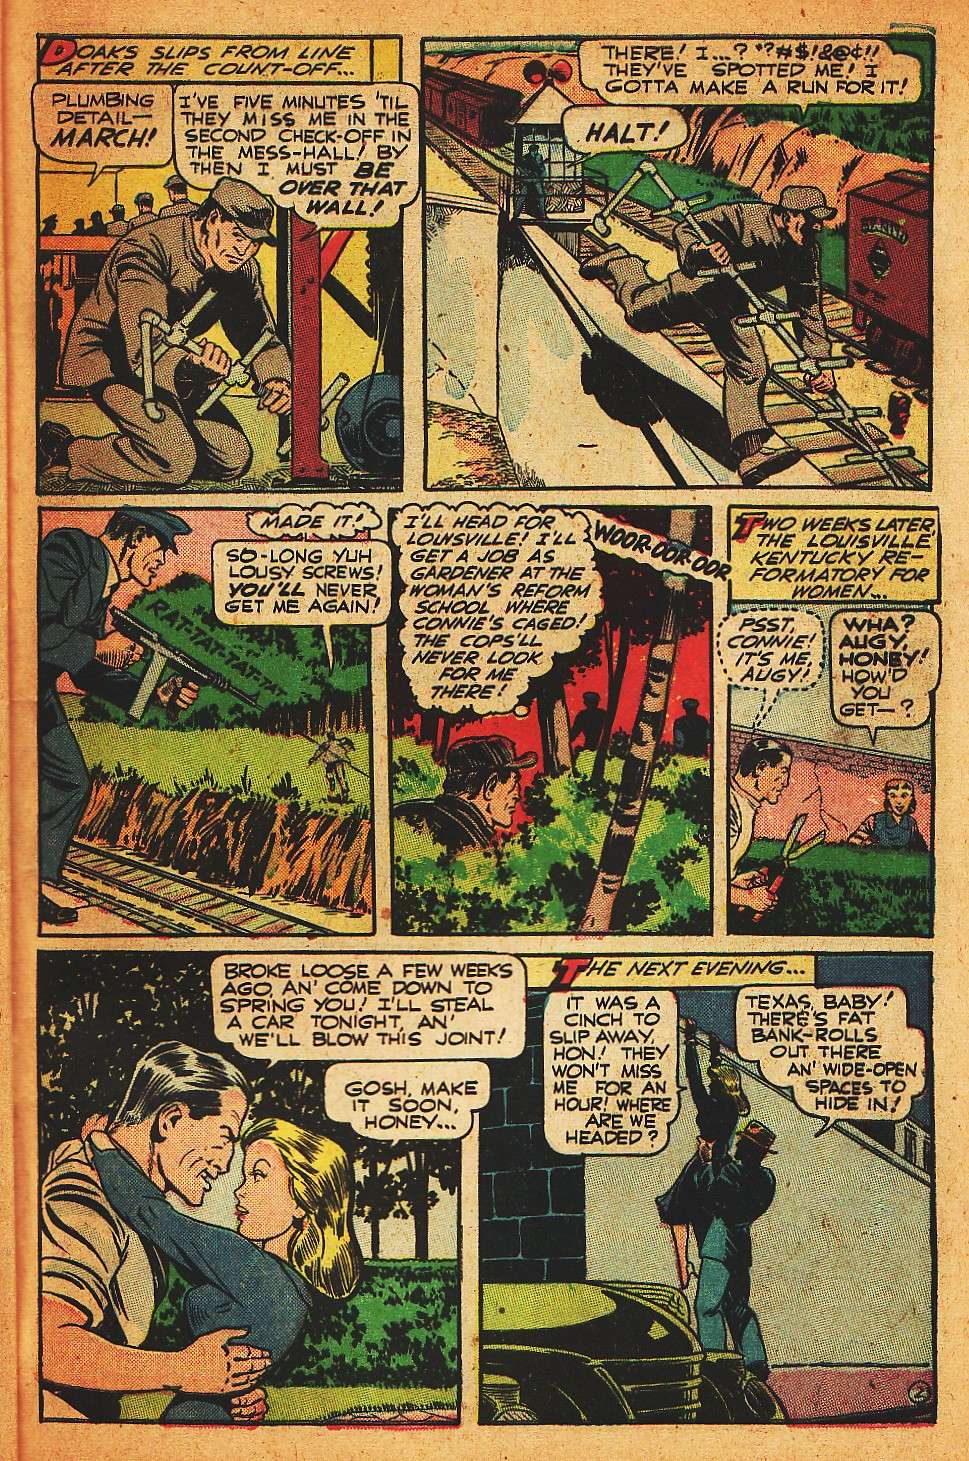 DOAKS SLIPS FROM LINE
AFTER THE COUNT-OFF...
PLUMBING
DETAIL—
MARCH!
I'VE FIVE MINUTES 'TIL
THEY MISS ME IN THE
SECOND CHECK-OFF IN
THE MESS-HALL! BY
THEN I MUST BE
OVER THAT
WALL!
THERE! I...? *?#$!&@¢!!
THEY'VE SPOTTED ME! I
GOTTA MAKE A RUN FOR IT!
HALT!
MADE IT!
SO-LONG YUH
LOUSY SCREWS!
YOU'LL NEVER
GET ME AGAIN!
RAT-TAT-TAT-TAT-TAT
I'LL HEAD FOR
LOUISVILLE! I'LL
GET A JOB AS
GARDENER AT THE
WOMAN'S REFORM
SCHOOL WHERE
CONNIE'S CAGED!
THE COPS'LL
NEVER LOOK
FOR ME
THERE!
WOOR-OOR-OOR
TWO WEEKS LATER,
THE LOUISVILLE,
KENTUCKY RE-
FORMATORY FOR
WOMEN...
PSST,
CONNIE!
IT'S ME,
AUGY!
WHA?
AUGY,
HONEY!
HOW'D
YOU
GET—?
BROKE LOOSE A FEW WEEKS
AGO, AN' COME DOWN TO
SPRING YOU! I'LL STEAL
A CAR TONIGHT, AN'
WE'LL BLOW THIS JOINT!
GOSH, MAKE
IT SOON,
HONEY...
THE NEXT EVENING...
IT WAS A
CINCH TO
SLIP AWAY,
HON! THEY
WON'T MISS
ME FOR AN
HOUR! WHERE
ARE WE
HEADED?
TEXAS, BABY!
THERE'S FAT
BANK-ROLLS
OUT THERE
AN' WIDE-OPEN
SPACES TO
HIDE IN!
2